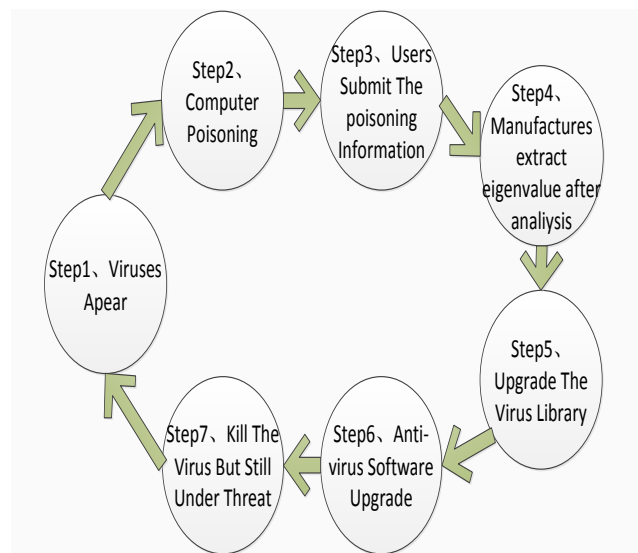 Step1、Viruses
Apear
Step2、
Computer
Poisoning
Step3、Users
Submit The
poisoning
Information
Step4、
Manufactures
extract
eigenvalue after
analiysis
Step5、
Upgrade The
Virus Library
Step6、Anti-
virus Software
Upgrade
Step7、Kill The
Virus But Still
Under Threat